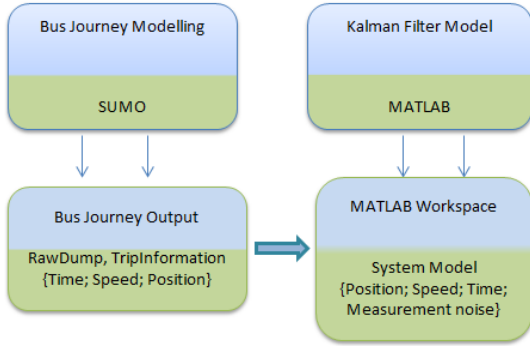 Bus Journey Modelling
SUMO
Kalman Filter Model
MATLAB
Bus Journey Output
RawDump, TripInformation
{Time; Speed; Position}
MATLAB Workspace
System Model
{Position; Speed; Time;
Measurement noise}